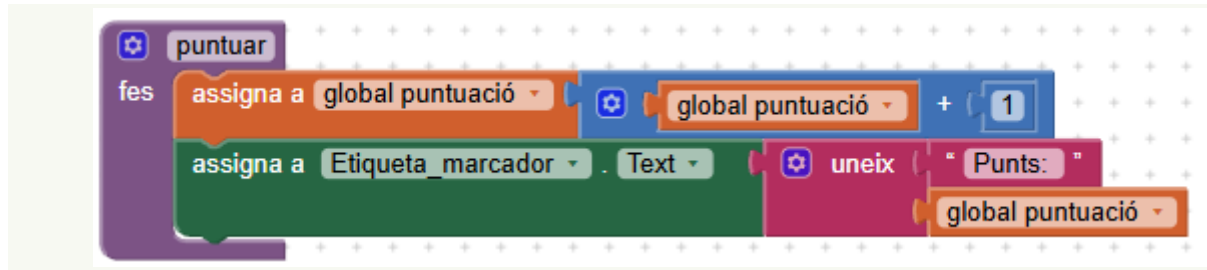 puntuar
fes assigna a global puntuació global puntuació + 1
assigna a Etiqueta_marcador . Text uneix " Punts: "
global puntuació